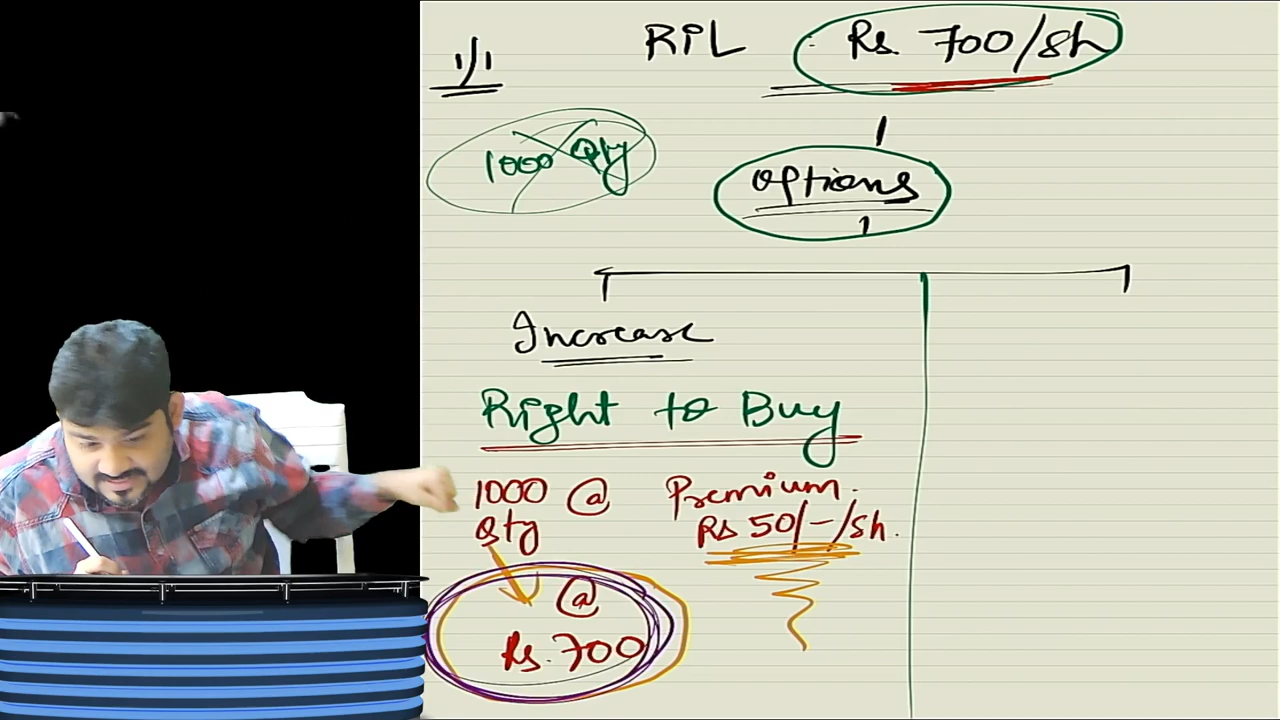 1/1
RIL Rs. 700/sh
1000 Qty
options
Increase
Right to Buy
1000 @ Premium.
Qty Rs 50/-/sh.
@
Rs. 700